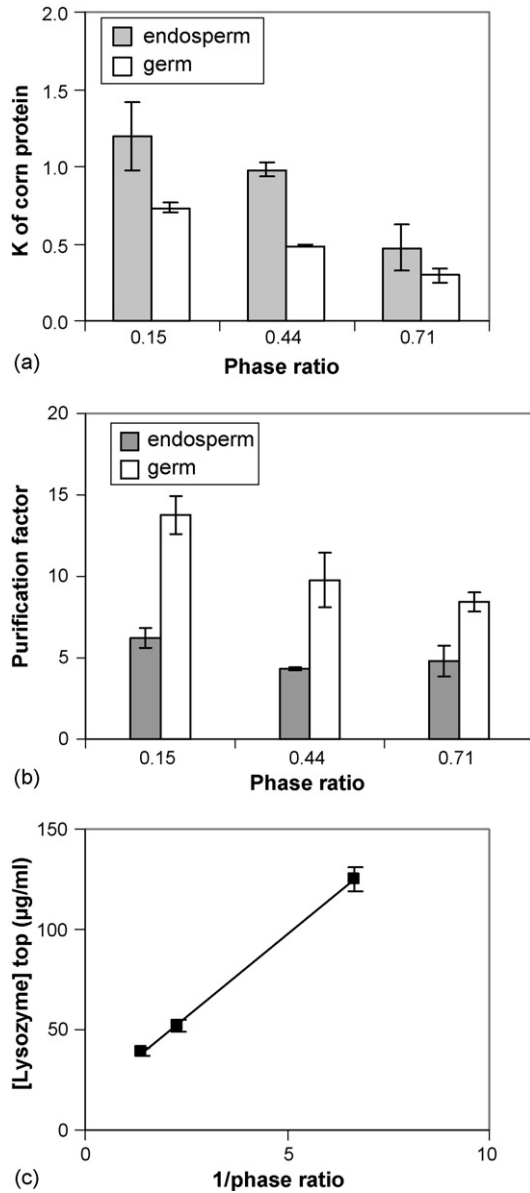 2.0
1.5
1.0
0.5
0.0
K of corn protein
endosperm
germ
0.15 0.44 0.71
Phase ratio
(a)
20
15
10
5
0
Purification factor
endosperm
germ
0.15 0.44 0.71
Phase ratio
(b)
150
100
50
0
[Lysozyme] top (µg/ml)
0 5 10
1/phase ratio
(c)